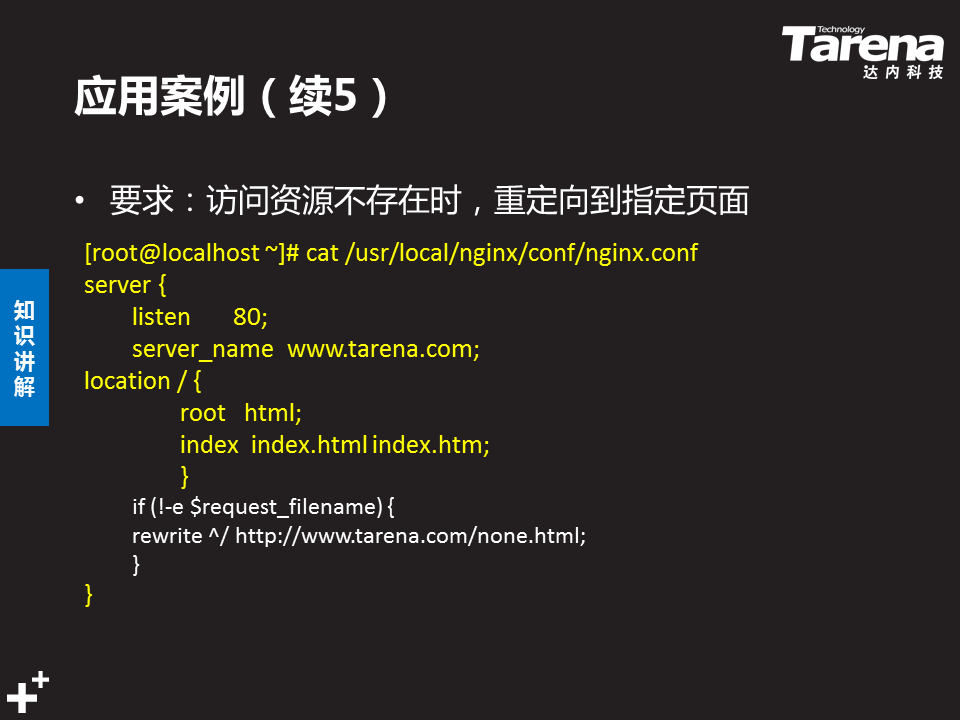 Technology
Tarena
达内科技
应用案例（续5）
• 要求：访问资源不存在时，重定向到指定页面
[root@localhost ~]# cat /usr/local/nginx/conf/nginx.conf
server {
listen 80;
server_name www.tarena.com;
location / {
root html;
index index.html index.htm;
}
if (!-e $request_filename) {
rewrite ^/ http://www.tarena.com/none.html;
}
}
知
识
讲
解